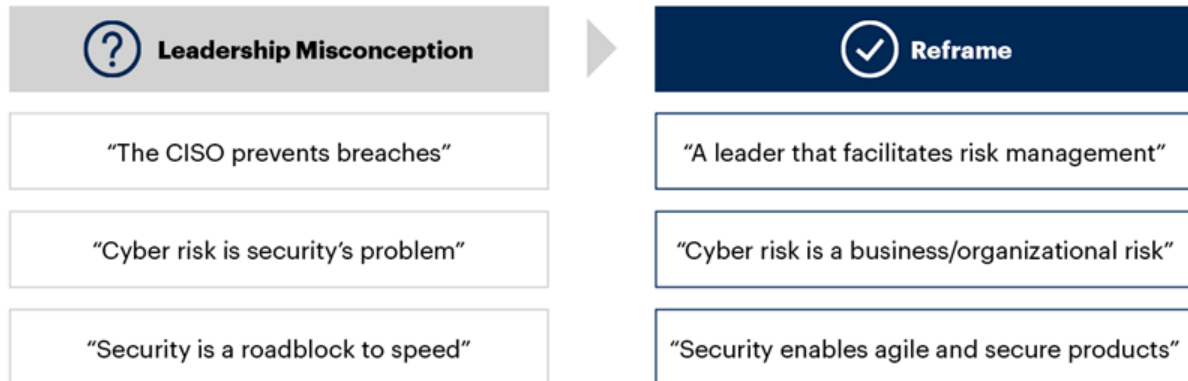 Leadership Misconception
Reframe
“The CISO prevents breaches”
“A leader that facilitates risk management”
“Cyber risk is security’s problem”
“Cyber risk is a business/organizational risk”
“Security is a roadblock to speed”
“Security enables agile and secure products”